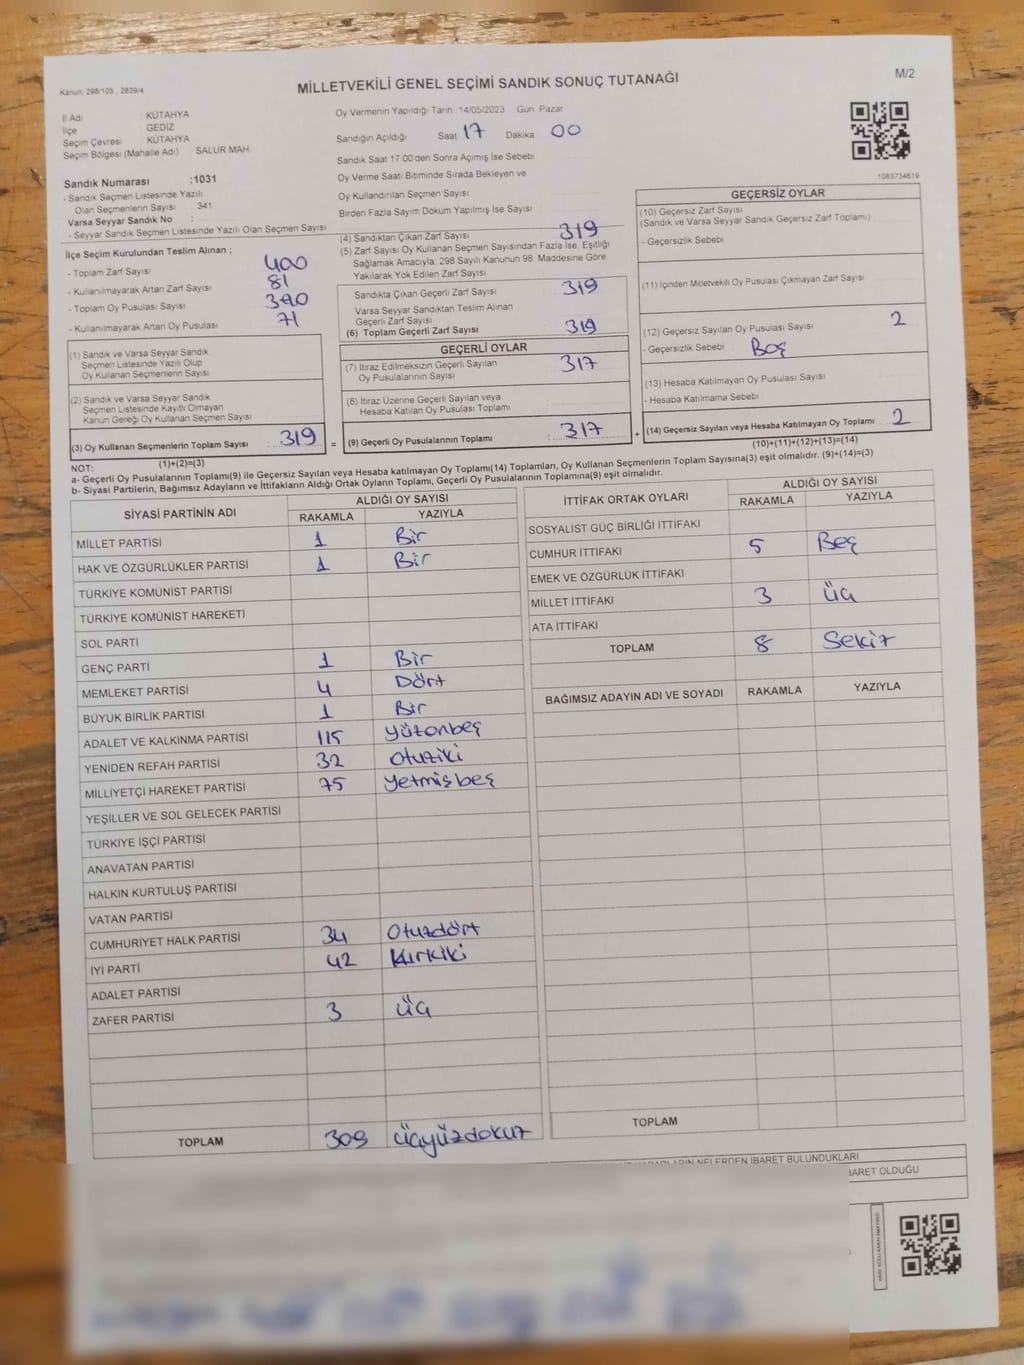 Kanun: 298/105 , 2839/4
MİLLETVEKİLİ GENEL SEÇİMİ SANDIK SONUÇ TUTANAĞI
M/2
İl Adı KÜTAHYA
İlçe GEDİZ
Seçim Çevresi KÜTAHYA
Seçim Bölgesi (Mahalle Adı) SALUR MAH
Oy Vermenin Yapıldığı Tarih 14/05/2023 Gün Pazar
Sandığın Açıldığı Saat 17 Dakika 00
Sandık Saat 17:00'den Sonra Açımış İse Sebebi
Oy Verme Saati Bitiminde Sırada Bekleyen ve
Oy Kullandırılan Seçmen Sayısı
Birden Fazla Sayım Döküm Yapılmış İse Sayısı
1063734619
Sandık Numarası :1031
- Sandık Seçmen Listesinde Yazılı
Olan Seçmenlerin Sayısı 341
Varsa Seyyar Sandık No :
- Seyyar Sandık Seçmen Listesinde Yazılı Olan Seçmen Sayısı
İlçe Seçim Kurulundan Teslim Alınan ;
- Toplam Zarf Sayısı 400
- Kullanılmayarak Artan Zarf Sayısı 81
- Toplam Oy Pusulası Sayısı 390
- Kullanılmayarak Artan Oy Pusulası 71
(1) Sandık ve Varsa Seyyar Sandık
Seçmen Listesinde Yazılı Olup
Oy Kullanan Seçmenlerin Sayısı
(2) Sandık ve Varsa Seyyar Sandık
Seçmen Listesinde Kayıtlı Olmayan
Kanun Gereği Oy Kullanan Seçmen Sayısı
(3) Oy Kullanan Seçmenlerin Toplam Sayısı : 319 =
(1)+(2)=(3)
(4) Sandıktan Çıkan Zarf Sayısı 319
(5) Zarf Sayısı Oy Kullanan Seçmen Sayısından Fazla İse, Eşitliği
Sağlamak Amacıyla, 298 Sayılı Kanunun 98. Maddesine Göre
Yakılarak Yok Edilen Zarf Sayısı
Sandıkta Çıkan Geçerli Zarf Sayısı 319
Varsa Seyyar Sandıktan Teslim Alınan
Geçerli Zarf Sayısı
(6) Toplam Geçerli Zarf Sayısı 319
GEÇERLİ OYLAR
(7) İtiraz Edilmeksizin Geçerli Sayılan
Oy Pusulalarının Sayısı 317
(8) İtiraz Üzerine Geçerli Sayılan veya
Hesaba Katılan Oy Pusulası Toplamı
(9) Geçerli Oy Pusulalarının Toplamı 317 +
GEÇERSİZ OYLAR
(10) Geçersiz Zarf Sayısı
(Sandık ve Varsa Seyyar Sandık Geçersiz Zarf Toplamı)
- Geçersizlik Sebebi
(11) İçinden Miletvekili Oy Pusulası Çıkmayan Zarf Sayısı
(12) Geçersiz Sayılan Oy Pusulası Sayısı 2
- Geçersizlik Sebebi Boş
(13) Hesaba Katılmayan Oy Pusulası Sayısı
- Hesaba Katılmama Sebebi
(14) Geçersiz Sayılan veya Hesaba Katılmayan Oy Toplamı 2
(10)+(11)+(12)+(13)=(14)
NOT:
a- Geçerli Oy Pusulalarının Toplamı(9) ile Geçersiz Sayılan veya Hesaba katılmayan Oy Toplamı(14) Toplamları, Oy Kullanan Seçmenlerin Toplam Sayısına(3) eşit olmalıdır. (9)+(14)=(3)
b- Siyasi Partilerin, Bağımsız Adayların ve İttifakların Aldığı Ortak Oyların Toplamı, Geçerli Oy Pusulalarının Toplamına(9) eşit olmalıdır.
SİYASİ PARTİNİN ADI ALDIĞI OY SAYISI
RAKAMLA YAZIYLA
MİLLET PARTİSİ 1 Bir
HAK VE ÖZGÜRLÜKLER PARTİSİ 1 Bir
TÜRKİYE KOMÜNİST PARTİSİ
TÜRKİYE KOMÜNİST HAREKETİ
SOL PARTİ
GENÇ PARTİ 1 Bir
MEMLEKET PARTİSİ 4 Dört
BÜYÜK BİRLİK PARTİSİ 1 Bir
ADALET VE KALKINMA PARTİSİ 115 yüzonbeş
YENİDEN REFAH PARTİSİ 32 otuziki
MİLLİYETÇİ HAREKET PARTİSİ 75 yetmişbeş
YEŞİLLER VE SOL GELECEK PARTİSİ
TÜRKİYE İŞÇİ PARTİSİ
ANAVATAN PARTİSİ
HALKIN KURTULUŞ PARTİSİ
VATAN PARTİSİ
CUMHURİYET HALK PARTİSİ 34 Otuzdört
İYİ PARTİ 42 Kırkiki
ADALET PARTİSİ
ZAFER PARTİSİ 3 üç
TOPLAM 309 üçyüzdokuz
İTTİFAK ORTAK OYLARI ALDIĞI OY SAYISI
RAKAMLA YAZIYLA
SOSYALİST GÜÇ BİRLİĞİ İTTİFAKI
CUMHUR İTTİFAKI 5 Beş
EMEK VE ÖZGÜRLÜK İTTİFAKI
MİLLET İTTİFAKI 3 üç
ATA İTTİFAKI
TOPLAM 8 Sekiz
BAĞIMSIZ ADAYIN ADI VE SOYADI RAKAMLA YAZIYLA
TOPLAM
NELERDEN İBARET BULUNDUKLARI
İBARET OLDUĞU